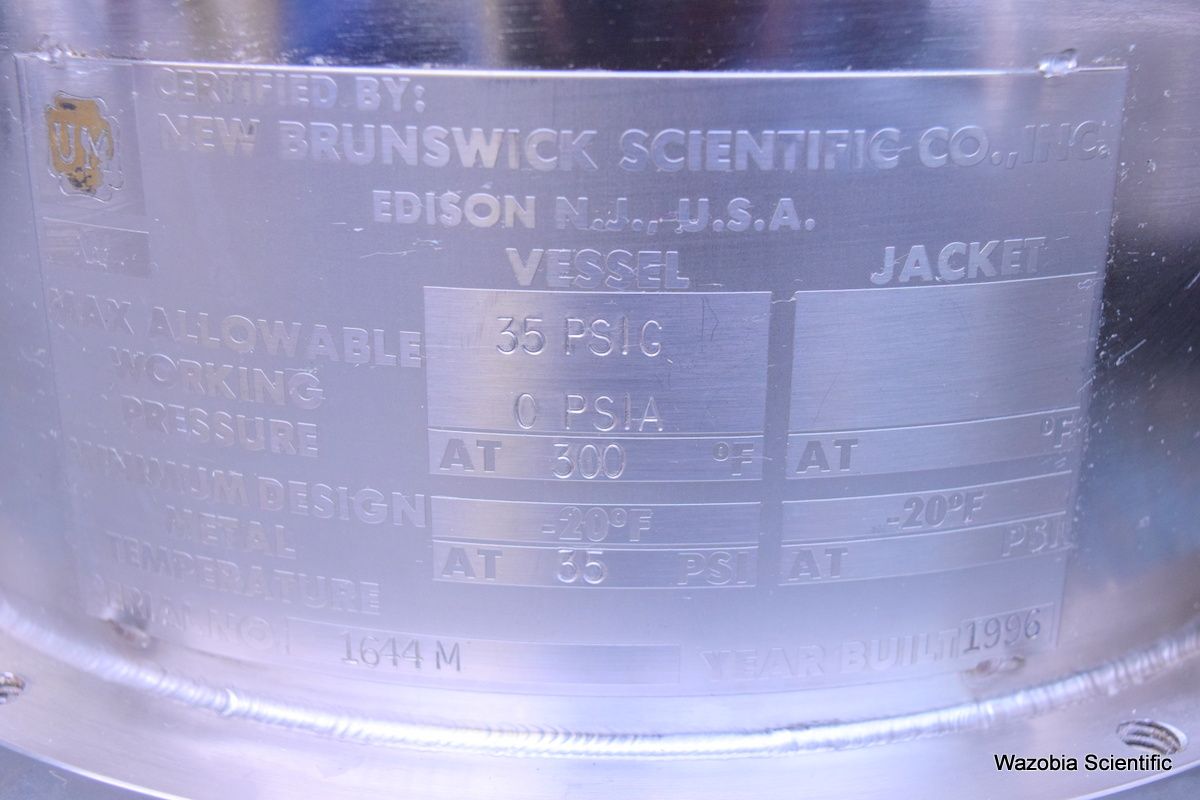 CERTIFIED BY:
UM
NEW BRUNSWICK SCIENTIFIC CO., INC.
EDISON N.J., U.S.A.
VESSEL JACKET
MAX ALLOWABLE
WORKING
PRESSURE
35 PSIG
0 PSIA
AT 300 °F AT °F
MINIMUM DESIGN
METAL
TEMPERATURE
-20°F -20°F
AT 35 PSI AT PSI
SERIAL NO 1644 M YEAR BUILT 1996
Wazobia Scientific